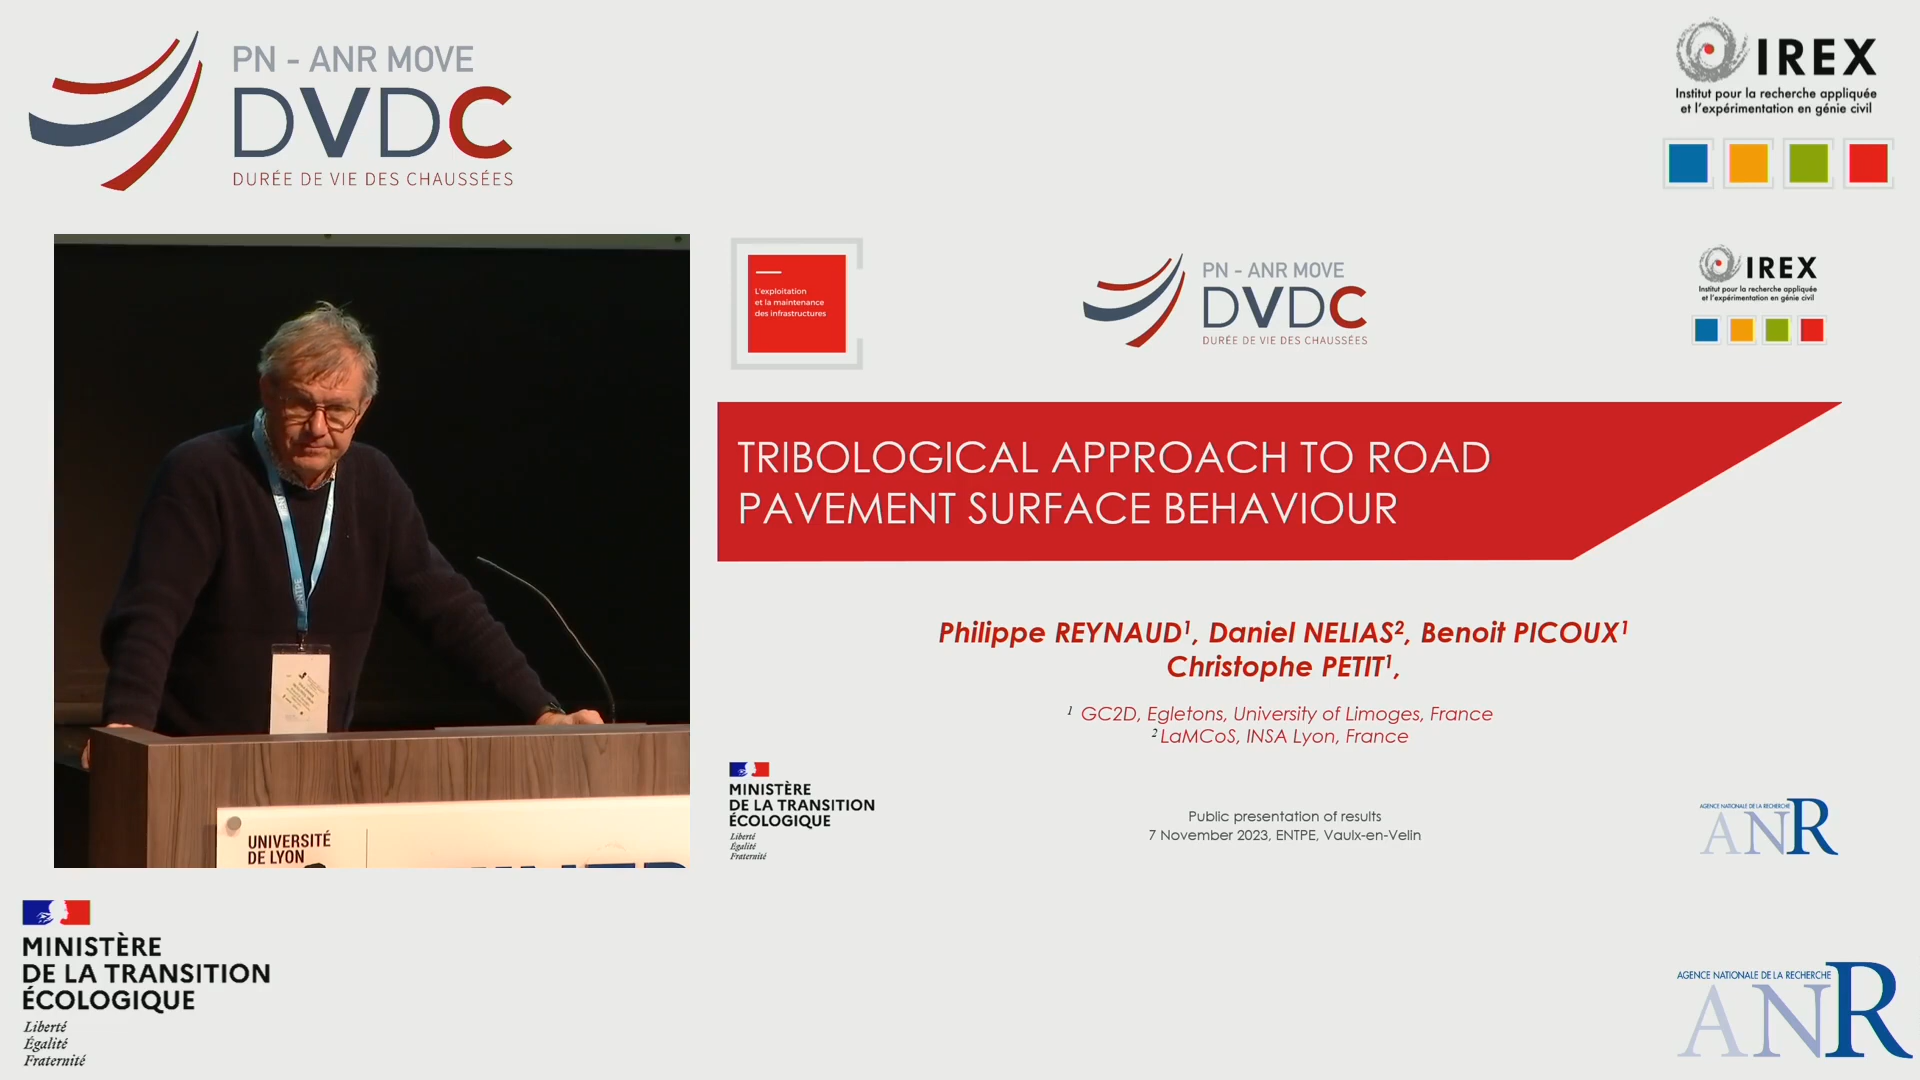 PN - ANR MOVE
DVDC
DURÉE DE VIE DES CHAUSSÉES
IREX
Institut pour la recherche appliquée
et l'expérimentation en génie civil
L'exploitation
et la maintenance
des infrastructures
PN - ANR MOVE
DVDC
DURÉE DE VIE DES CHAUSSÉES
IREX
Institut pour la recherche appliquée
et l'expérimentation en génie civil
TRIBOLOGICAL APPROACH TO ROAD
PAVEMENT SURFACE BEHAVIOUR
Philippe REYNAUD¹, Daniel NELIAS², Benoit PICOUX¹
Christophe PETIT¹,
¹ GC2D, Egletons, University of Limoges, France
² LaMCoS, INSA Lyon, France
MINISTÈRE
DE LA TRANSITION
ÉCOLOGIQUE
Liberté
Égalité
Fraternité
Public presentation of results
7 November 2023, ENTPE, Vaulx-en-Velin
AGENCE NATIONALE DE LA RECHERCHE
ANR
ENTPE
UNIVERSITÉ
DE LYON
MINISTÈRE
DE LA TRANSITION
ÉCOLOGIQUE
Liberté
Égalité
Fraternité
AGENCE NATIONALE DE LA RECHERCHE
ANR